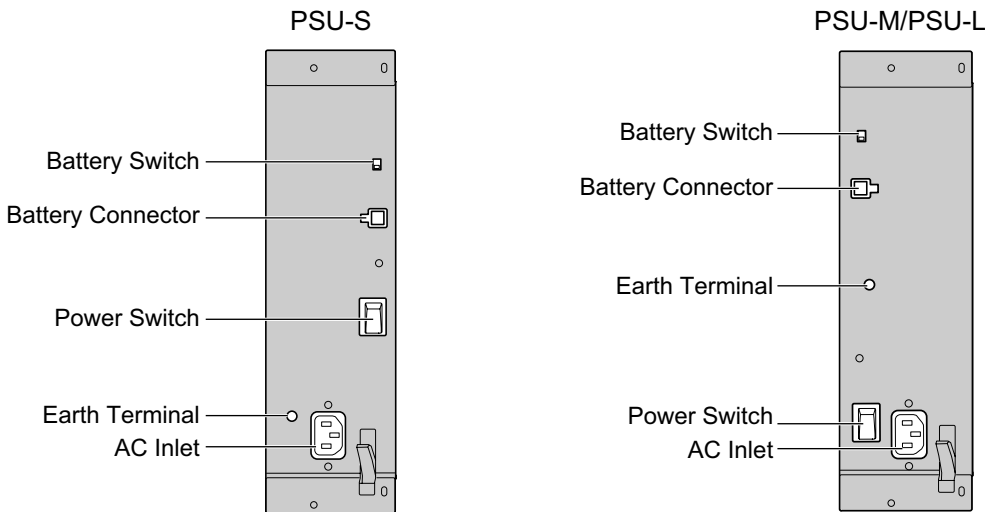 PSU-S
Battery Switch
Battery Connector
Power Switch
Earth Terminal
AC Inlet
PSU-M/PSU-L
Battery Switch
Battery Connector
Earth Terminal
Power Switch
AC Inlet